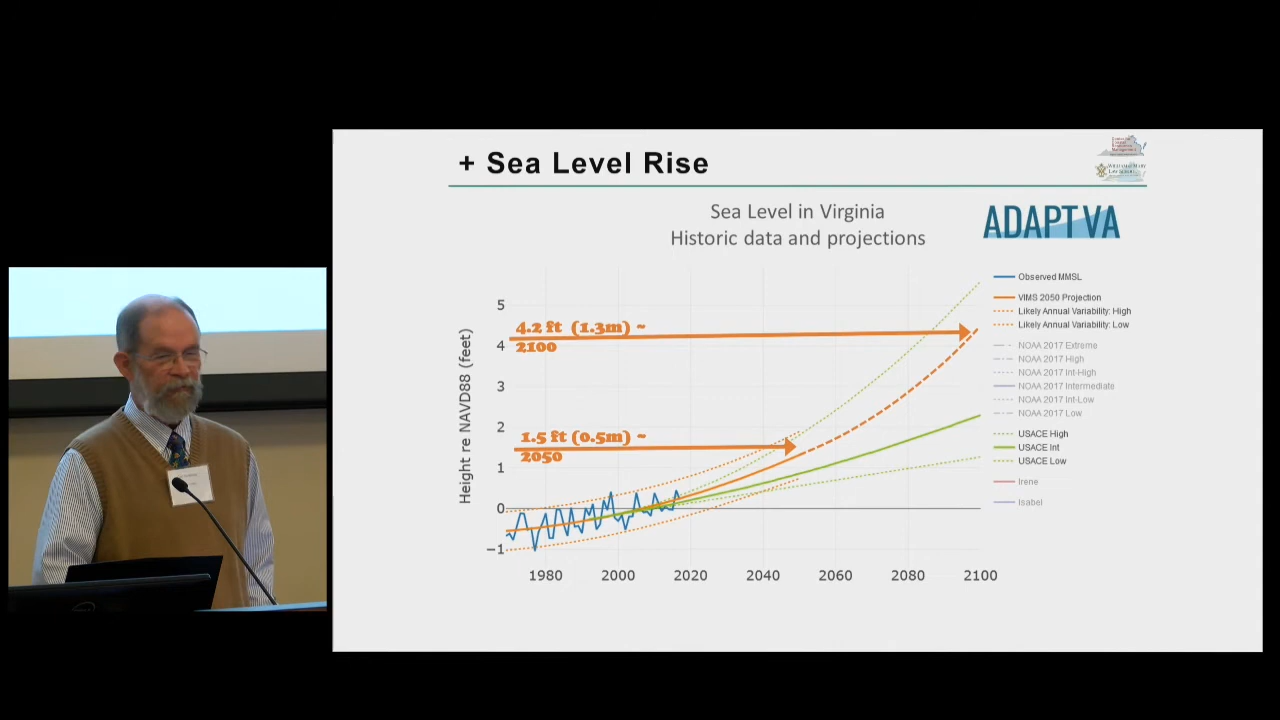 + Sea Level Rise
Sea Level in Virginia
Historic data and projections
ADAPTVA
Height re NAVD88 (feet)
5
4
3
2
1
0
−1
4.2 ft (1.3m) ~
2100
1.5 ft (0.5m) ~
2050
1980 2000 2020 2040 2060 2080 2100
Observed MMSL
VIMS 2050 Projection
Likely Annual Variability: High
Likely Annual Variability: Low
NOAA 2017 Extreme
NOAA 2017 High
NOAA 2017 Int-High
NOAA 2017 Intermediate
NOAA 2017 Int-Low
NOAA 2017 Low
USACE High
USACE Int
USACE Low
Irene
Isabel